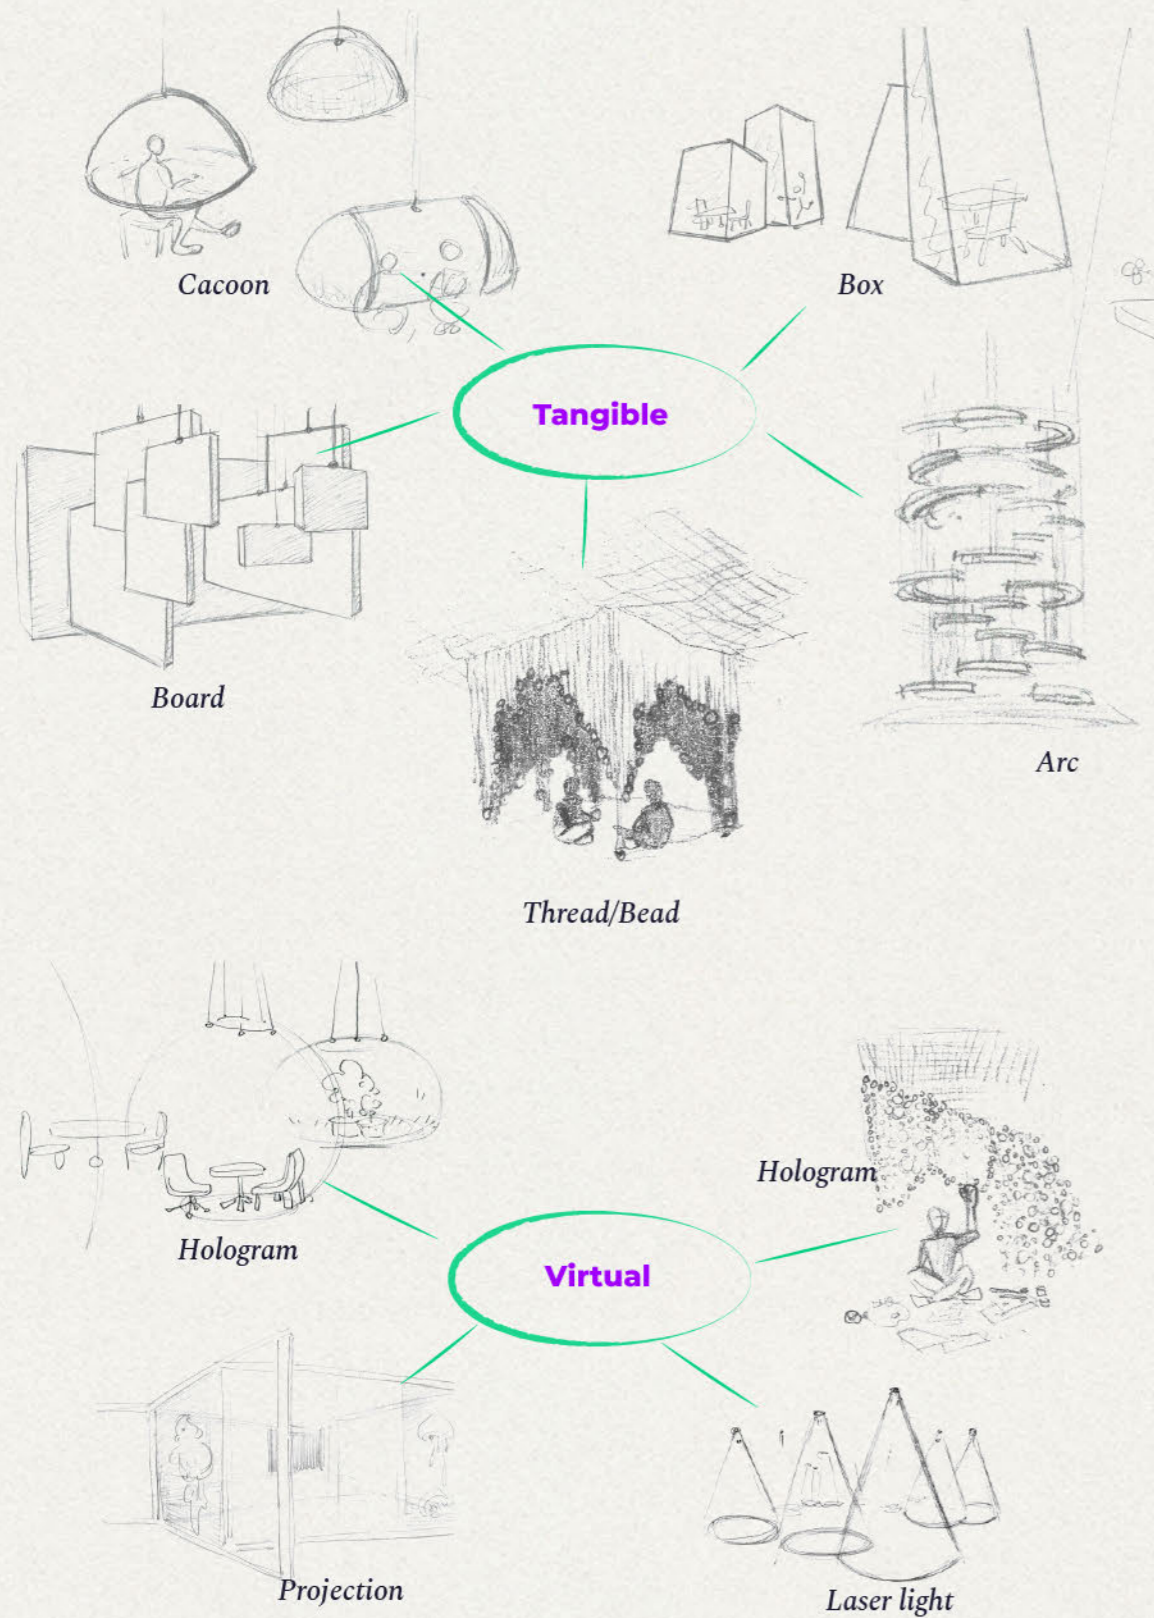 Cacoon
Box
Tangible
Board
Arc
Thread/Bead
Hologram
Hologram
Virtual
Projection
Laser light